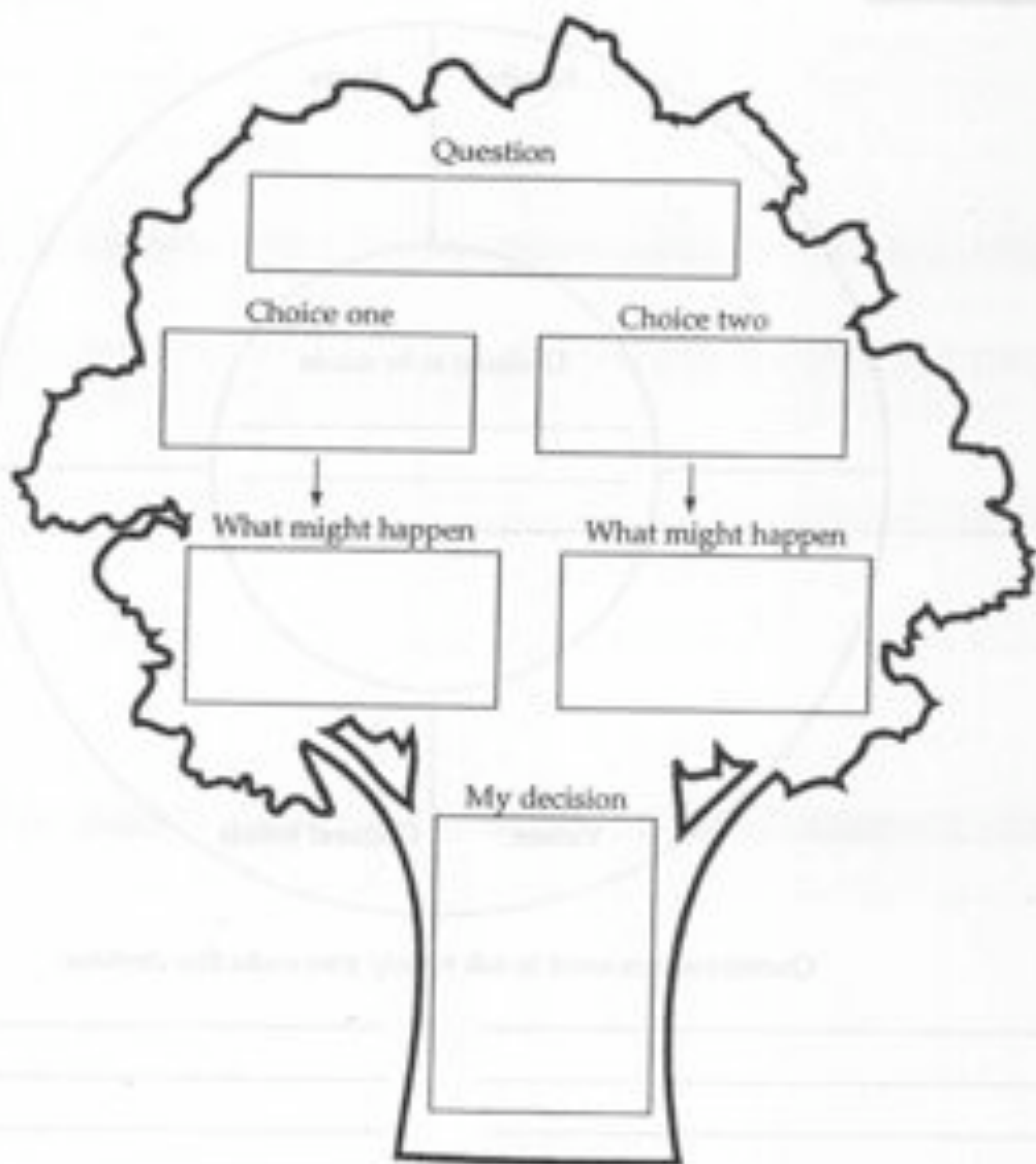 Question
Choice one
Choice two
What might happen
What might happen
My decision